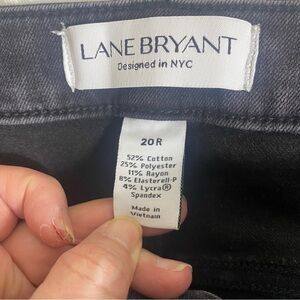 LANE BRYANT
Designed in NYC
20 R
52% Cotton
25% Polyester
11% Rayon
8% Elasterell-P
4% Lycra®
Spandex
Made in
Vietnam